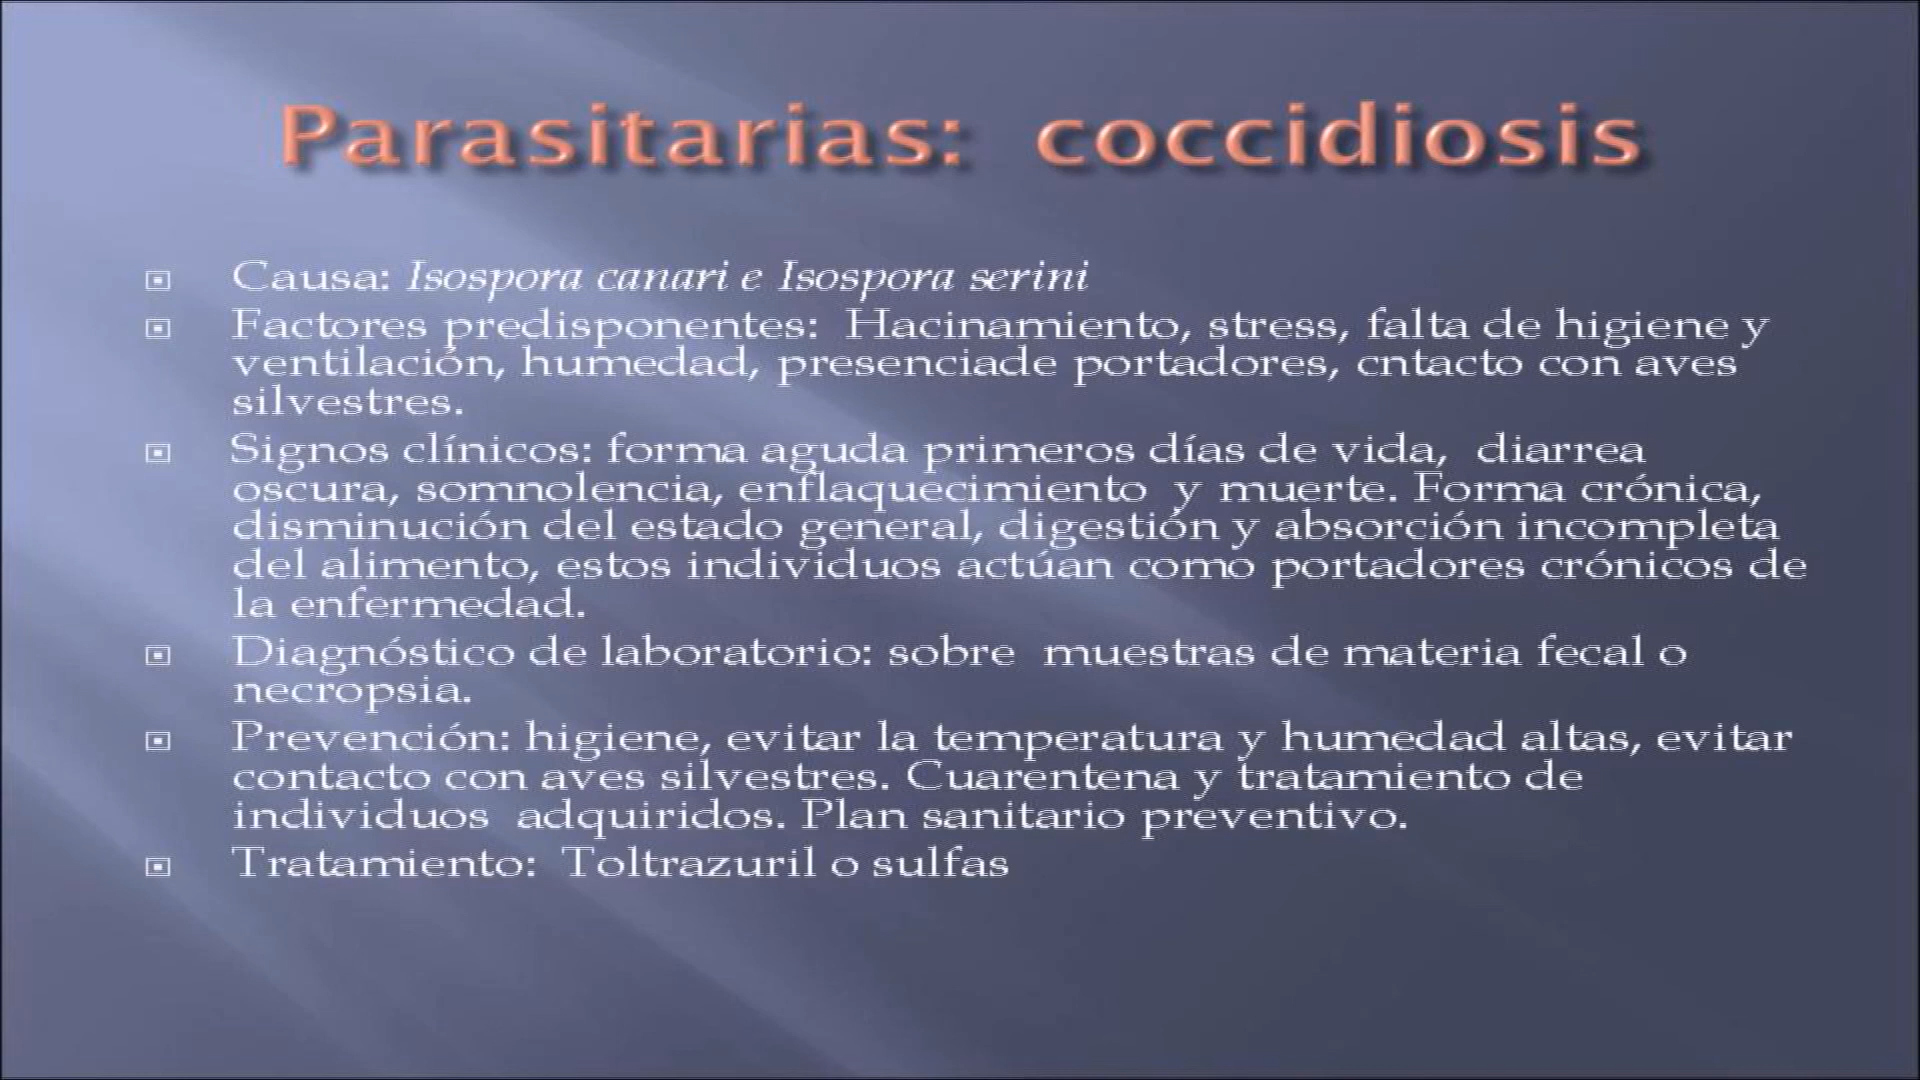 Parasitarias: coccidiosis
Causa: Isospora canari e Isospora serini
Factores predisponentes: Hacinamiento, stress, falta de higiene y
ventilación, humedad, presenciade portadores, cntacto con aves
silvestres.
Signos clínicos: forma aguda primeros días de vida, diarrea
oscura, somnolencia, enflaquecimiento y muerte. Forma crónica,
disminución del estado general, digestión y absorción incompleta
del alimento, estos individuos actúan como portadores crónicos de
la enfermedad.
Diagnóstico de laboratorio: sobre muestras de materia fecal o
necropsia.
Prevención: higiene, evitar la temperatura y humedad altas, evitar
contacto con aves silvestres. Cuarentena y tratamiento de
individuos adquiridos. Plan sanitario preventivo.
Tratamiento: Toltrazuril o sulfas